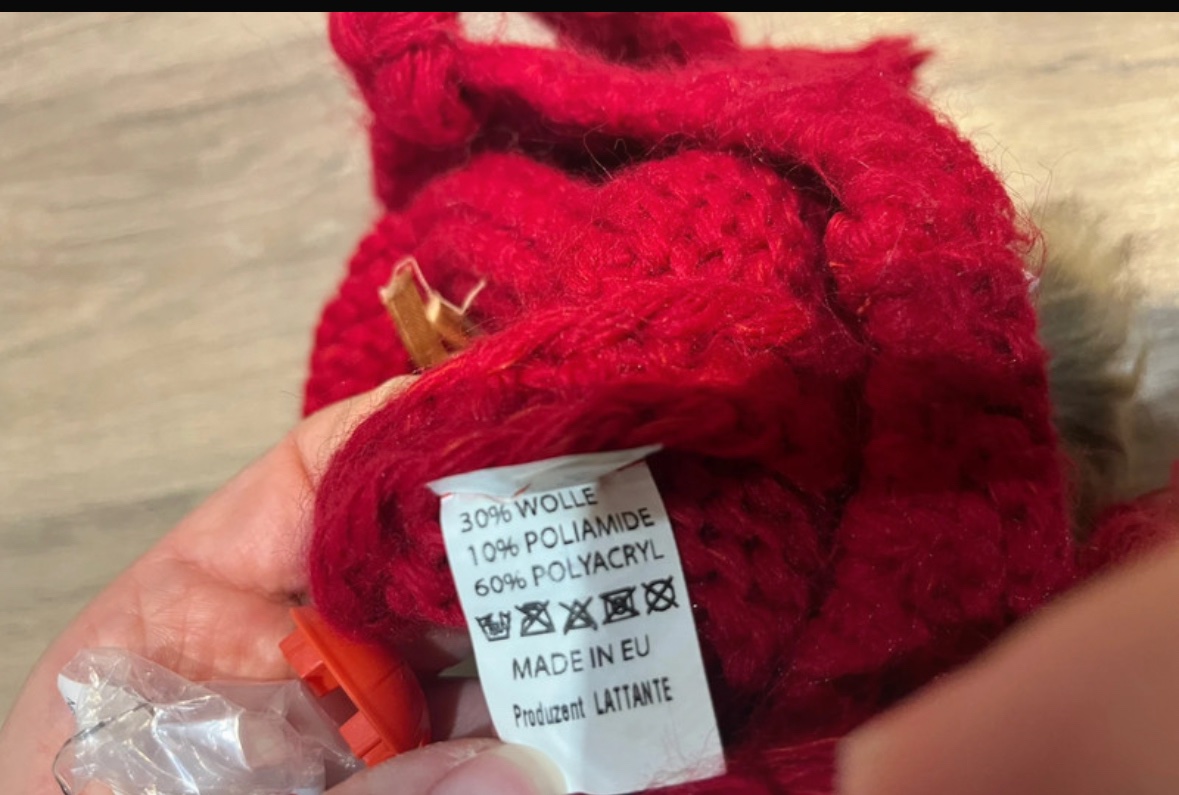 30% WOLLE
10% POLIAMIDE
60% POLYACRYL
MADE IN EU
Produzent LATTANTE